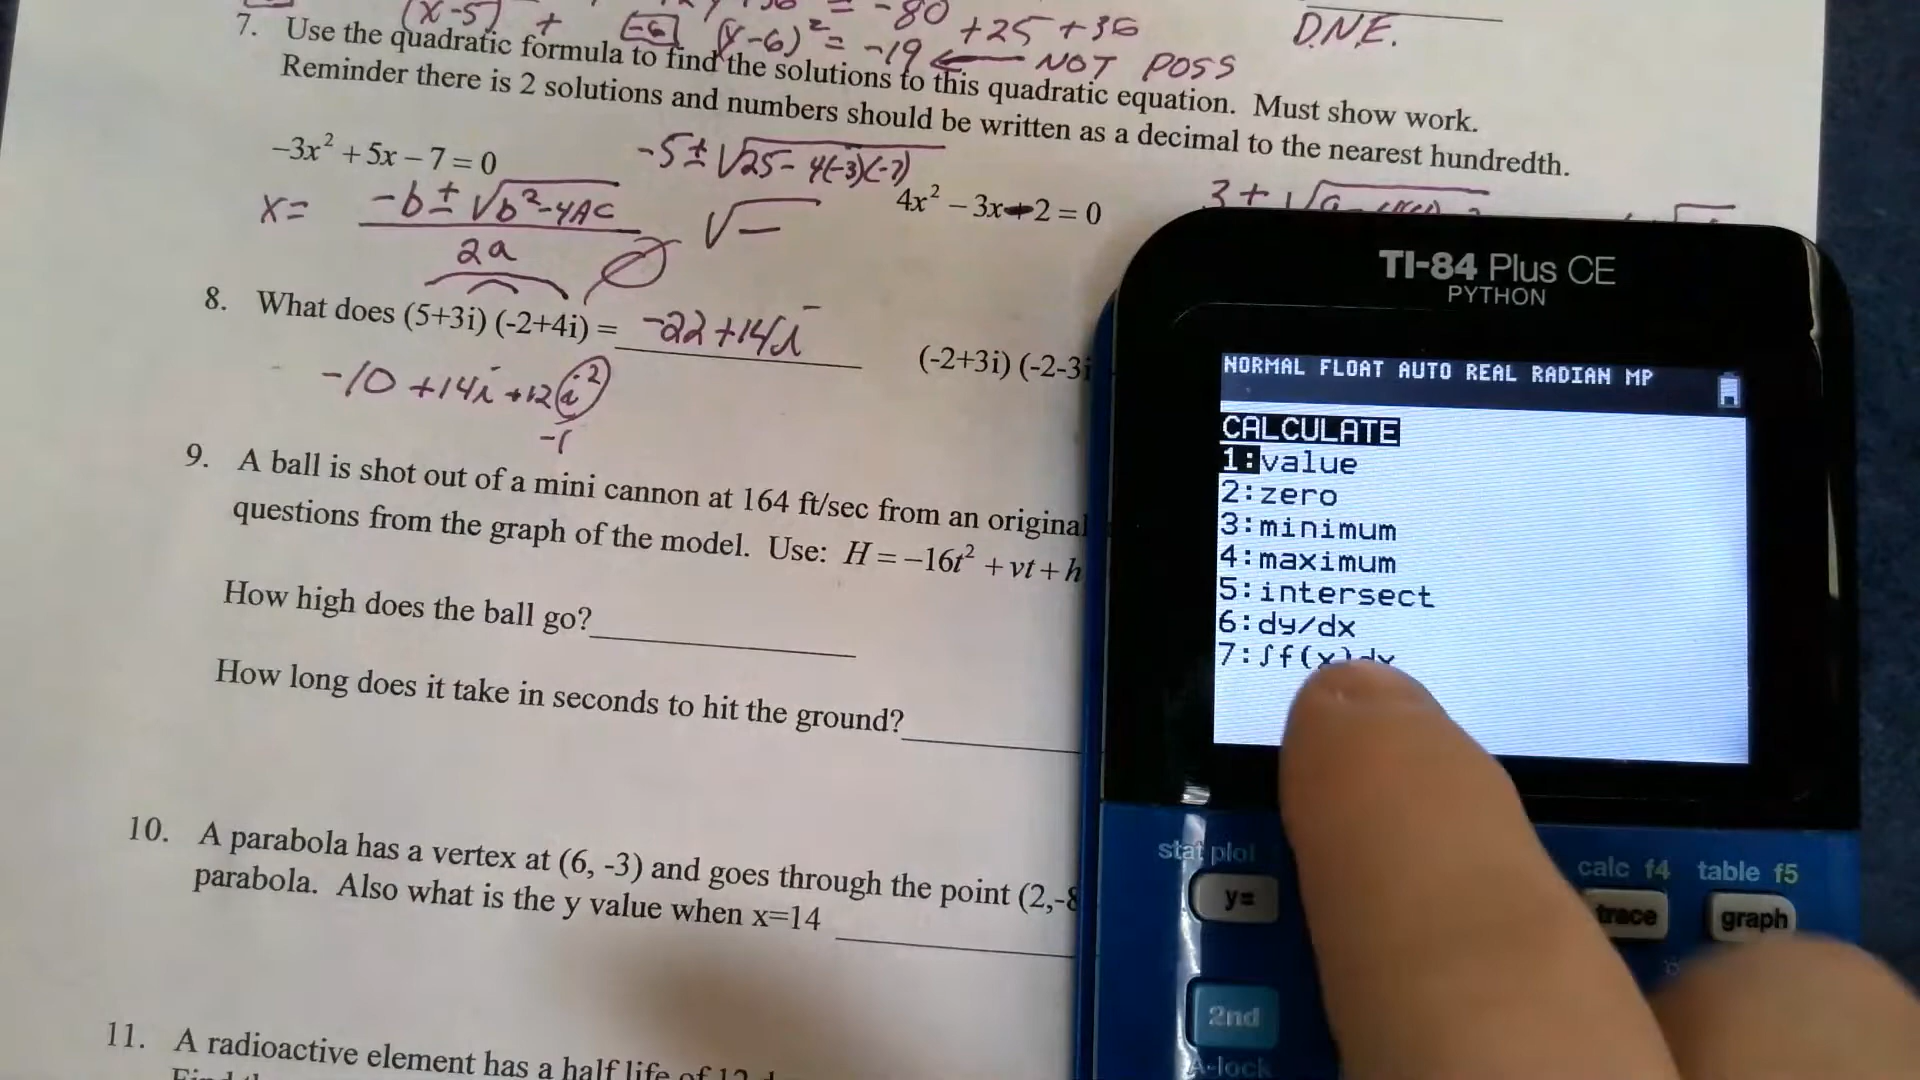 (x-5) + -6 (y-6)² = -80 +25 +36
= -19 ← NOT POSS
D.N.E.
7. Use the quadratic formula to find the solutions to this quadratic equation. Must show work.
Reminder there is 2 solutions and numbers should be written as a decimal to the nearest hundredth.
-3x² + 5x - 7 = 0
-5 ± √25 - 4(-3)(-7)
x = -b ± √b²-4AC
2a
√-
4x² - 3x - 2 = 0
8. What does (5+3i) (-2+4i) = -22 +14i
-10 +14i +12 i²
-1
(-2+3i) (-2-3i
9. A ball is shot out of a mini cannon at 164 ft/sec from an original
questions from the graph of the model. Use: H = -16t² + vt + h
How high does the ball go?
How long does it take in seconds to hit the ground?
10. A parabola has a vertex at (6, -3) and goes through the point (2,-8
parabola. Also what is the y value when x=14
11. A radioactive element has a half life of 12
TI-84 Plus CE
PYTHON
NORMAL FLOAT AUTO REAL RADIAN MP
CALCULATE
1:value
2:zero
3:minimum
4:maximum
5:intersect
6:dy/dx
7:∫f(x)dx
stat plot
calc f4
table f5
y=
trace
graph
2nd
A-lock